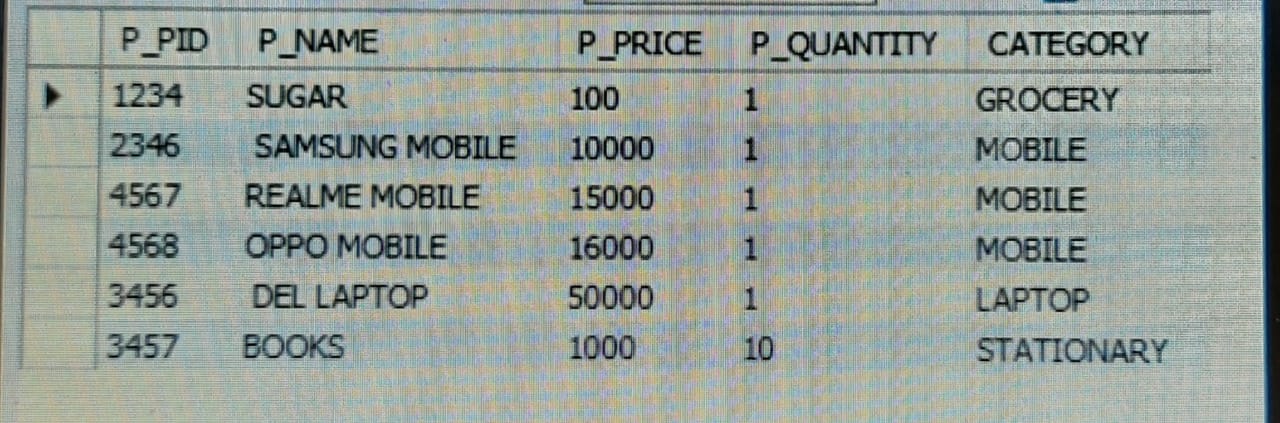 P_PID P_NAME P_PRICE P_QUANTITY CATEGORY
1234 SUGAR 100 1 GROCERY
2346 SAMSUNG MOBILE 10000 1 MOBILE
4567 REALME MOBILE 15000 1 MOBILE
4568 OPPO MOBILE 16000 1 MOBILE
3456 DEL LAPTOP 50000 1 LAPTOP
3457 BOOKS 1000 10 STATIONARY